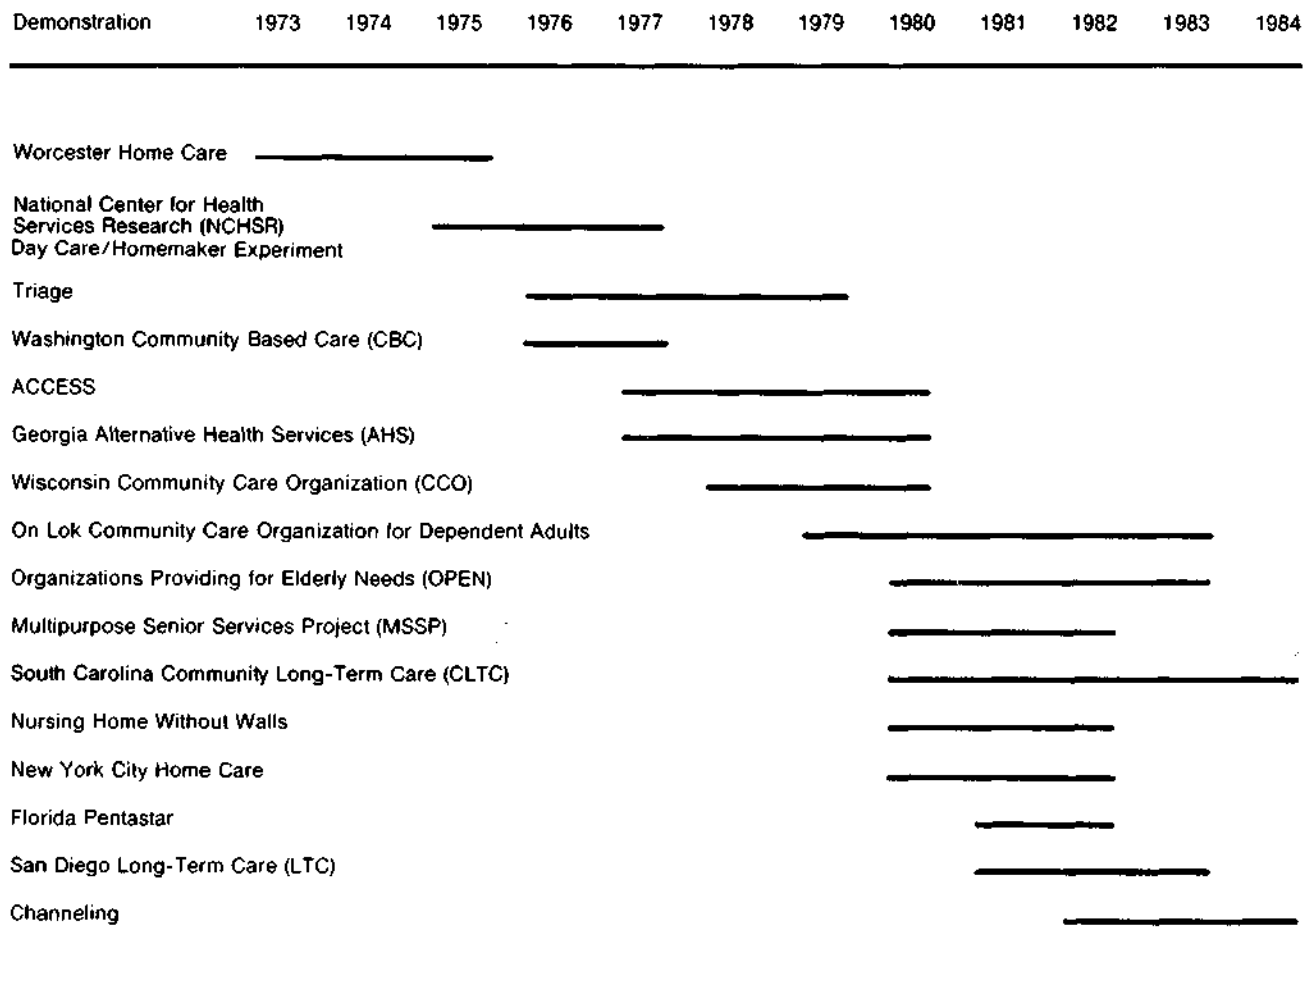 Demonstration 1973 1974 1975 1976 1977 1978 1979 1980 1981 1982 1983 1984
Worcester Home Care
National Center for Health
Services Research (NCHSR)
Day Care/Homemaker Experiment
Triage
Washington Community Based Care (CBC)
ACCESS
Georgia Alternative Health Services (AHS)
Wisconsin Community Care Organization (CCO)
On Lok Community Care Organization for Dependent Adults
Organizations Providing for Elderly Needs (OPEN)
Multipurpose Senior Services Project (MSSP)
South Carolina Community Long-Term Care (CLTC)
Nursing Home Without Walls
New York City Home Care
Florida Pentastar
San Diego Long-Term Care (LTC)
Channeling